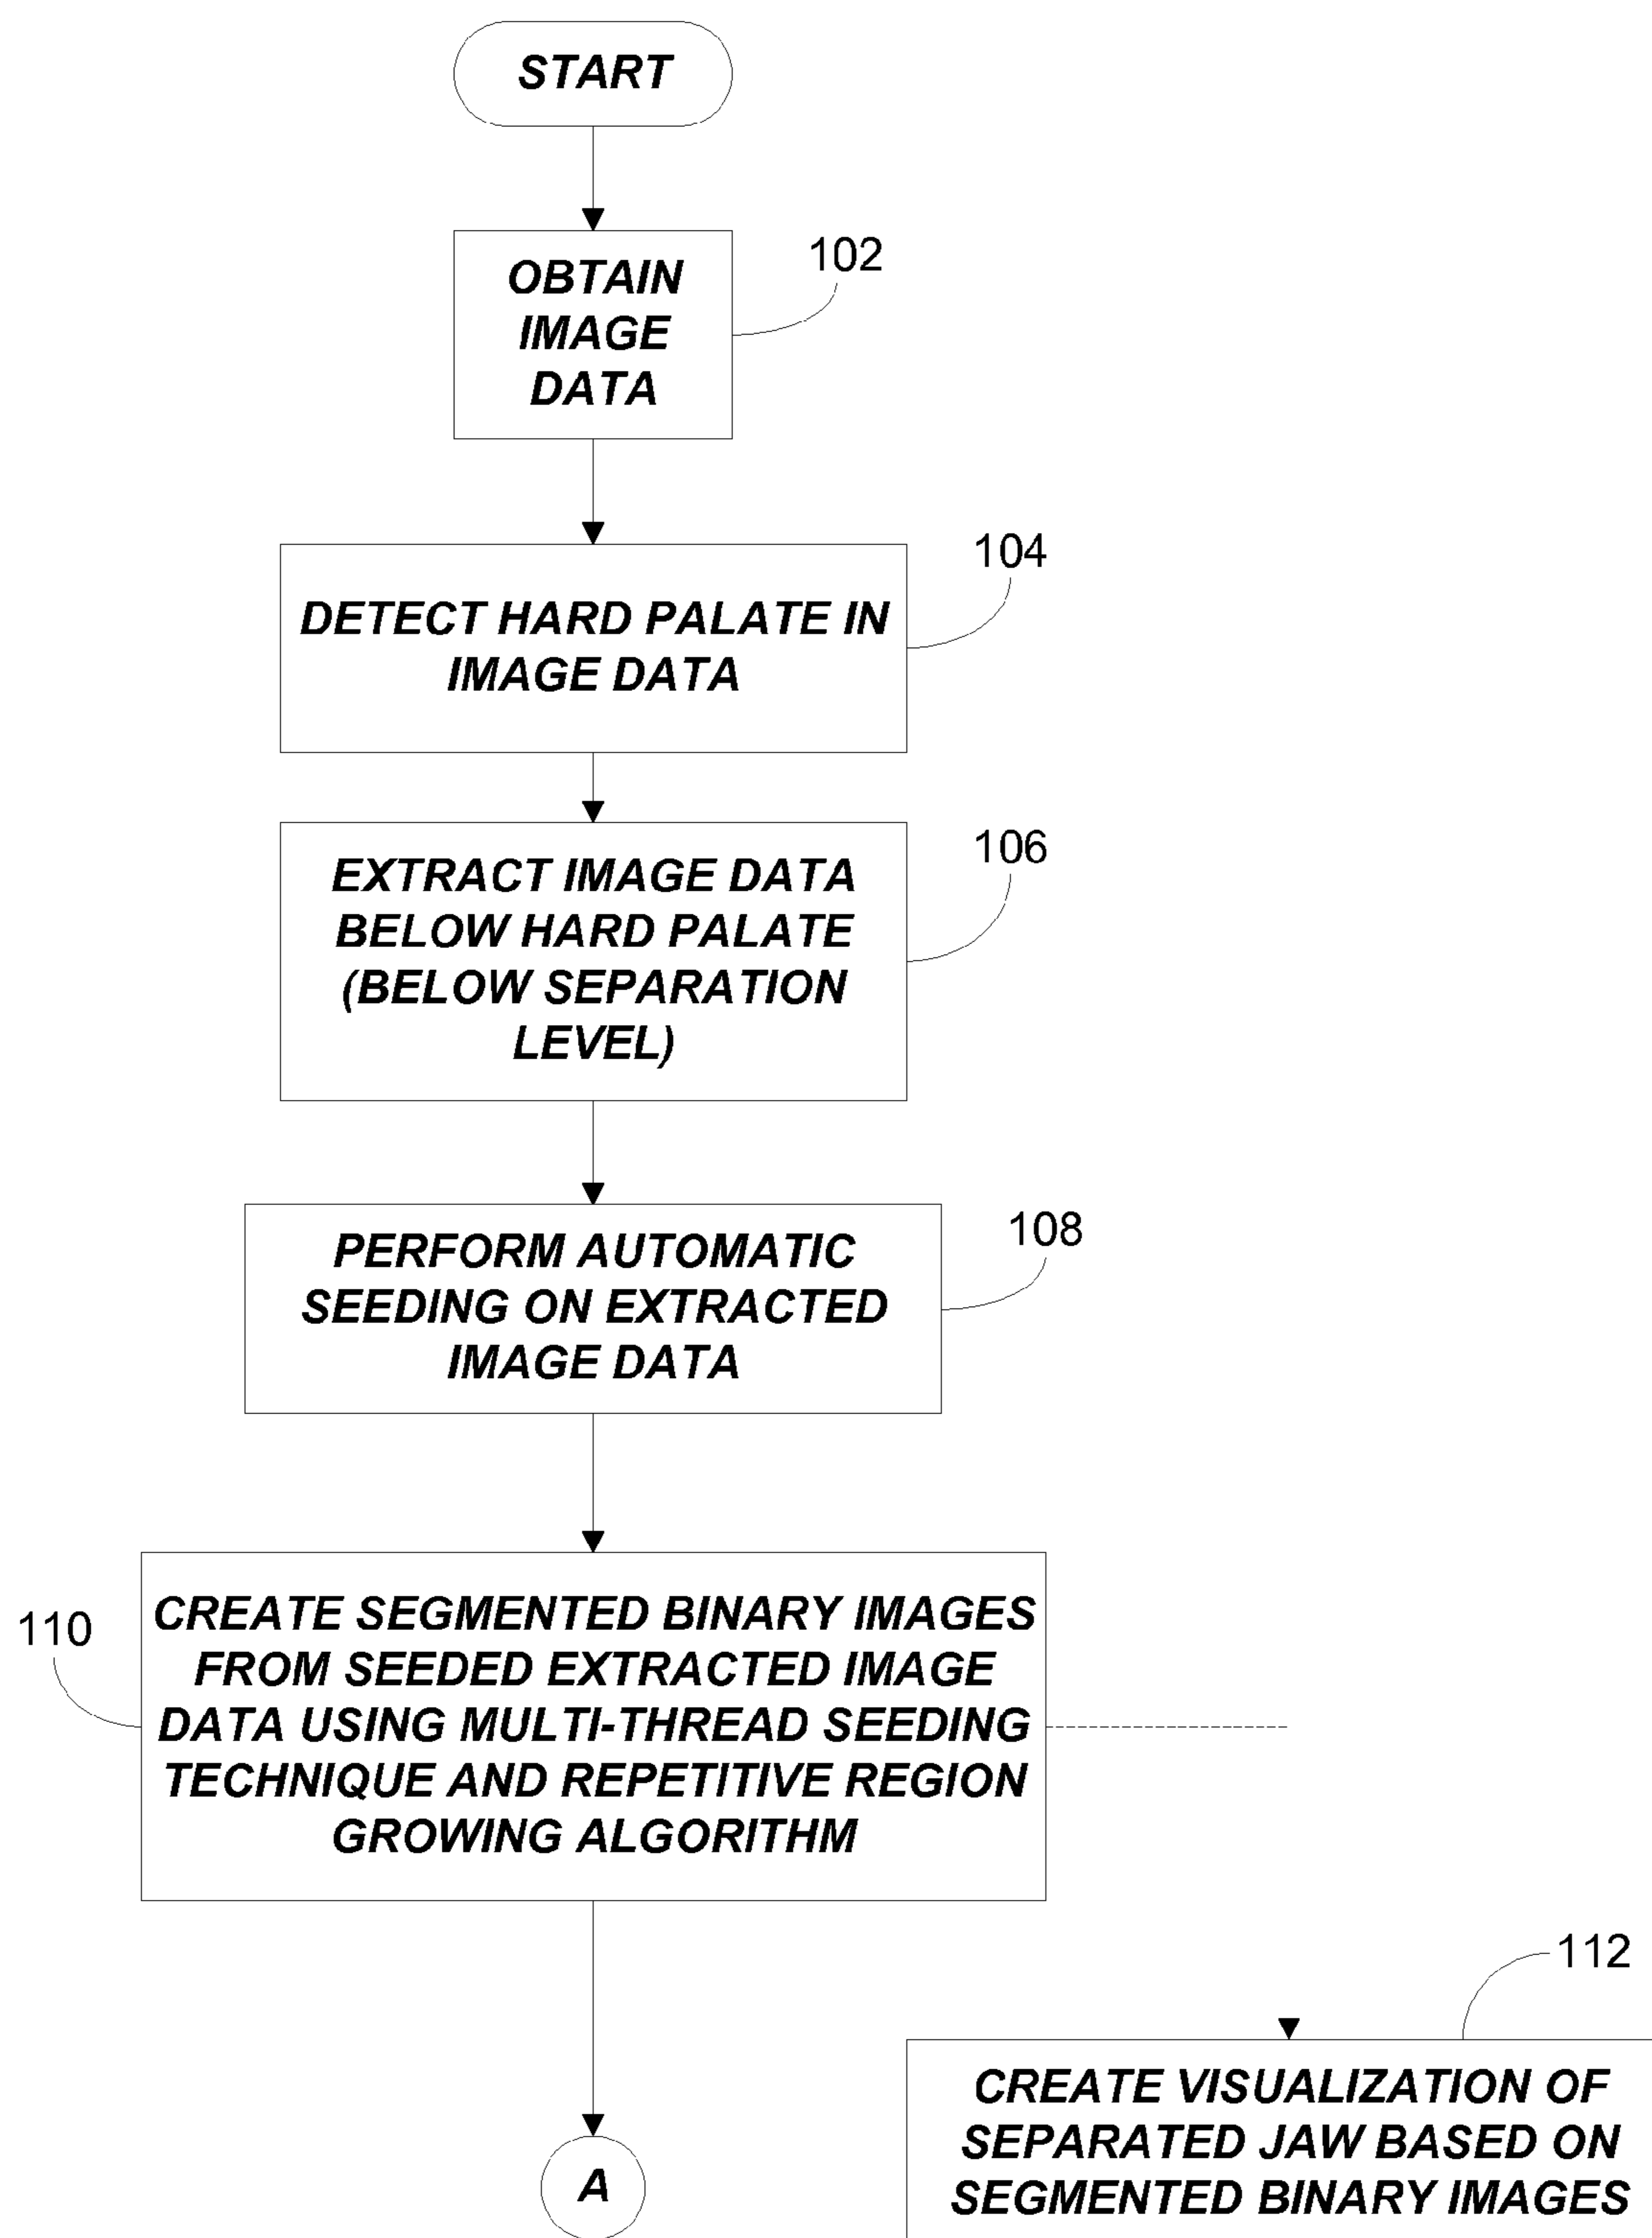 START
OBTAIN
IMAGE
DATA
102
DETECT HARD PALATE IN
IMAGE DATA
104
EXTRACT IMAGE DATA
BELOW HARD PALATE
(BELOW SEPARATION
LEVEL)
106
PERFORM AUTOMATIC
SEEDING ON EXTRACTED
IMAGE DATA
108
110
CREATE SEGMENTED BINARY IMAGES
FROM SEEDED EXTRACTED IMAGE
DATA USING MULTI-THREAD SEEDING
TECHNIQUE AND REPETITIVE REGION
GROWING ALGORITHM
112
CREATE VISUALIZATION OF
SEPARATED JAW BASED ON
SEGMENTED BINARY IMAGES
A